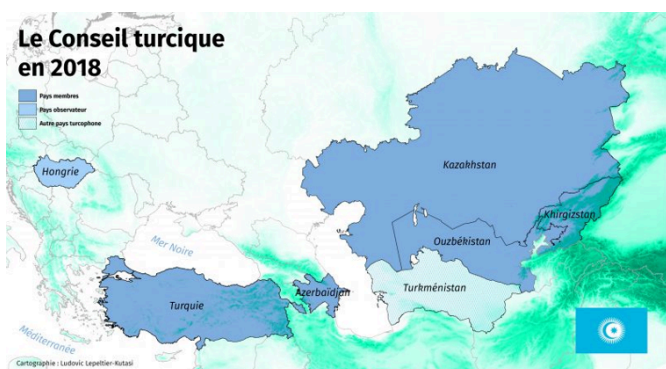 Le Conseil turcique
en 2018
Pays membres
Pays observateur
Autre pays turcophone
Hongrie
Kazakhstan
Khirgizstan
Mer Noire
Ouzbékistan
Azerbaïdjan
Turkménistan
Turquie
Méditerranée
Cartographie : Ludovic Lepeltier-Kutasi